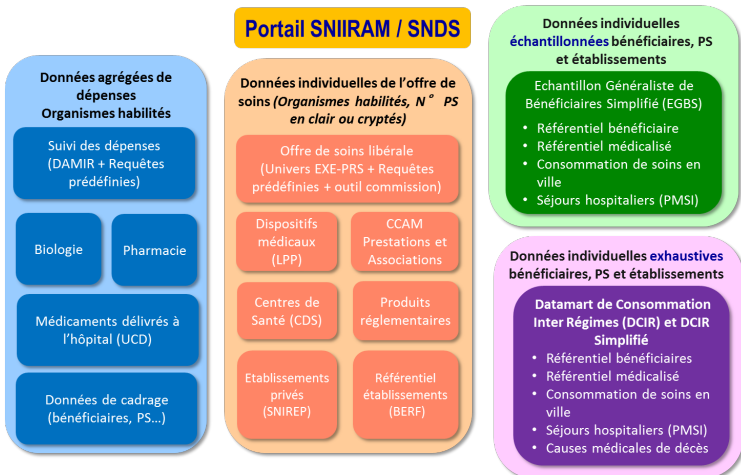 Portail SNIIRAM / SNDS
Données agrégées de
dépenses
Organismes habilités
Suivi des dépenses
(DAMIR + Requêtes
prédéfinies)
Biologie
Pharmacie
Médicaments délivrés à
l’hôpital (UCD)
Données de cadrage
(bénéficiaires, PS…)
Données individuelles de l’offre de
soins (Organismes habilités, N° PS
en clair ou cryptés)
Offre de soins libérale
(Univers EXE-PRS + Requêtes
prédéfinies + outil commission)
Dispositifs
médicaux
(LPP)
CCAM
Prestations et
Associations
Centres de
Santé (CDS)
Produits
réglementaires
Etablissements
privés
(SNIREP)
Référentiel
établissements
(BERF)
Données individuelles
échantillonnées bénéficiaires, PS
et établissements
Echantillon Généraliste de
Bénéficiaires Simplifié (EGBS)
• Référentiel bénéficiaire
• Référentiel médicalisé
• Consommation de soins en
ville
• Séjours hospitaliers (PMSI)
Données individuelles exhaustives
bénéficiaires, PS et établissements
Datamart de Consommation
Inter Régimes (DCIR) et DCIR
Simplifié
• Référentiel bénéficiaires
• Référentiel médicalisé
• Consommation de soins en
ville
• Séjours hospitaliers (PMSI)
• Causes médicales de décès